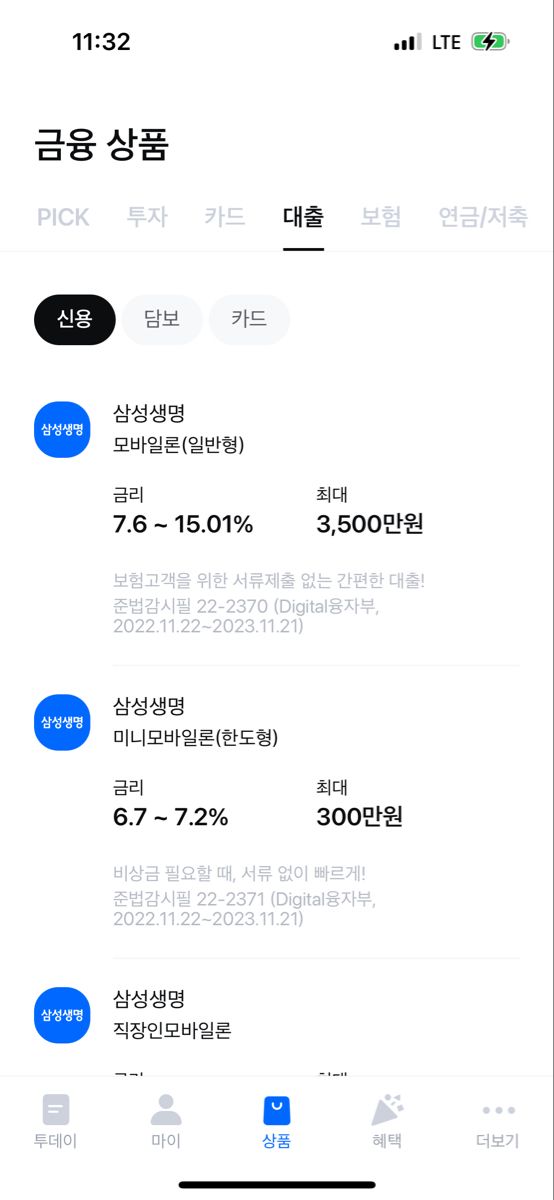 11:32
LTE
금융 상품
PICK 투자 카드 대출 보험 연금/저축
신용 담보 카드
삼성생명
삼성생명
모바일론(일반형)
금리 최대
7.6 ~ 15.01% 3,500만원
보험고객을 위한 서류제출 없는 간편한 대출!
준법감시필 22-2370 (Digital융자부,
2022.11.22~2023.11.21)
삼성생명
삼성생명
미니모바일론(한도형)
금리 최대
6.7 ~ 7.2% 300만원
비상금 필요할 때, 서류 없이 빠르게!
준법감시필 22-2371 (Digital융자부,
2022.11.22~2023.11.21)
삼성생명
삼성생명
직장인모바일론
투데이 마이 상품 혜택 더보기